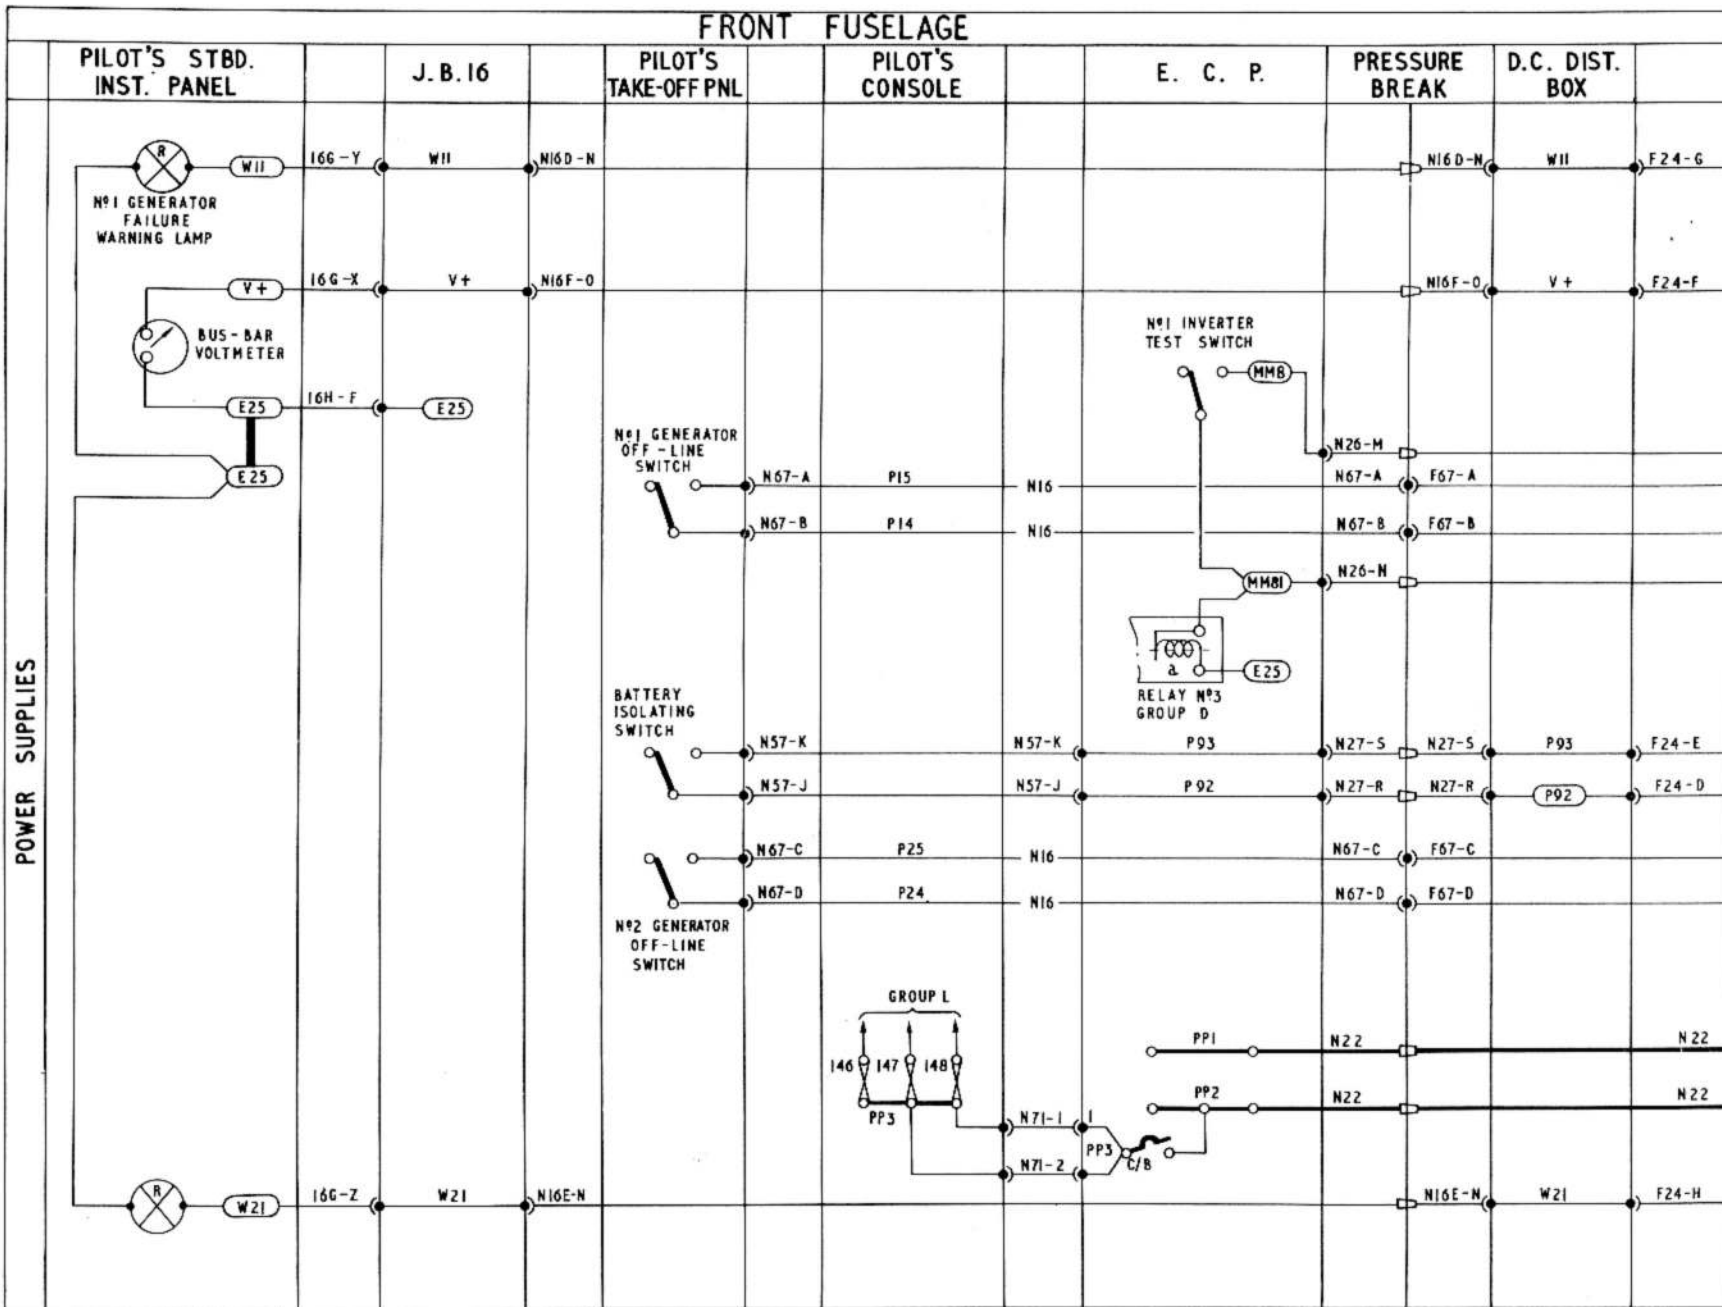 FRONT FUSELAGE
PILOT'S STBD.
INST. PANEL
J.B.16
PILOT'S
TAKE-OFF PNL
PILOT'S
CONSOLE
E. C. P.
PRESSURE
BREAK
D.C. DIST.
BOX
POWER SUPPLIES
R
W11
16G-Y
W11
N16D-N
N16D-N
W11
F24-G
Nº1 GENERATOR
FAILURE
WARNING LAMP
V+
16G-X
V+
N16F-O
N16F-O
V+
F24-F
BUS-BAR
VOLTMETER
Nº1 INVERTER
TEST SWITCH
MM8
E25
16H-F
E25
E25
Nº1 GENERATOR
OFF-LINE
SWITCH
N26-M
N67-A
P15
N16
N67-A
F67-A
N67-B
P14
N16
N67-B
F67-B
MM81
N26-N
a
E25
RELAY Nº3
GROUP D
BATTERY
ISOLATING
SWITCH
N57-K
N57-K
P93
N27-S
N27-S
P93
F24-E
N57-J
N57-J
P92
N27-R
N27-R
P92
F24-D
N67-C
P25
N16
N67-C
F67-C
N67-D
P24
N16
N67-D
F67-D
Nº2 GENERATOR
OFF-LINE
SWITCH
GROUP L
146
147
148
PP3
PP1
N22
N22
PP2
N22
N22
N71-1
1
PP3
C/B
N71-2
R
W21
16G-Z
W21
N16E-N
N16E-N
W21
F24-H